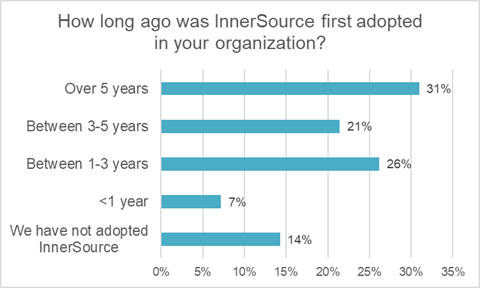 How long ago was InnerSource first adopted
in your organization?
Over 5 years
31%
Between 3-5 years
21%
Between 1-3 years
26%
<1 year
7%
We have not adopted
InnerSource
14%
0% 5% 10% 15% 20% 25% 30% 35%